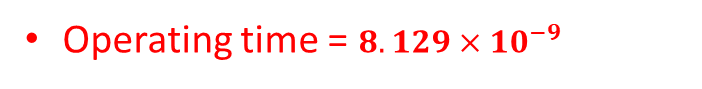 • Operating time = 8.129 × 10⁻⁹